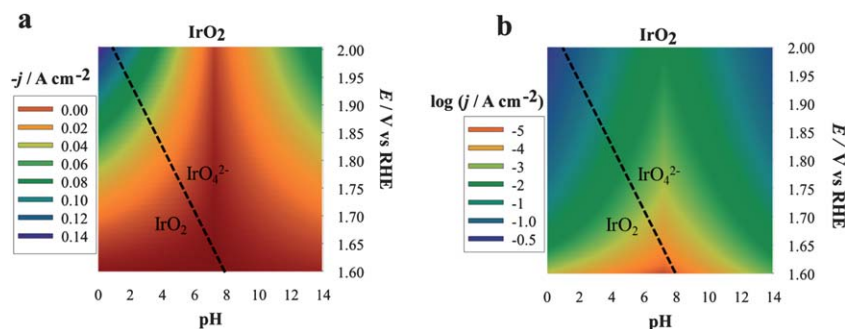 a
IrO2
-j / A cm-2
0.00
0.02
0.04
0.06
0.08
0.10
0.12
0.14
IrO4 2-
IrO2
2.00
1.95
1.90
1.85
1.80
1.75
1.70
1.65
1.60
E / V vs RHE
0 2 4 6 8 10 12 14
pH
b
IrO2
log (j / A cm-2)
-5
-4
-3
-2
-1
-1.0
-0.5
IrO4 2-
IrO2
2.00
1.95
1.90
1.85
1.80
1.75
1.70
1.65
1.60
E / V vs RHE
0 2 4 6 8 10 12 14
pH